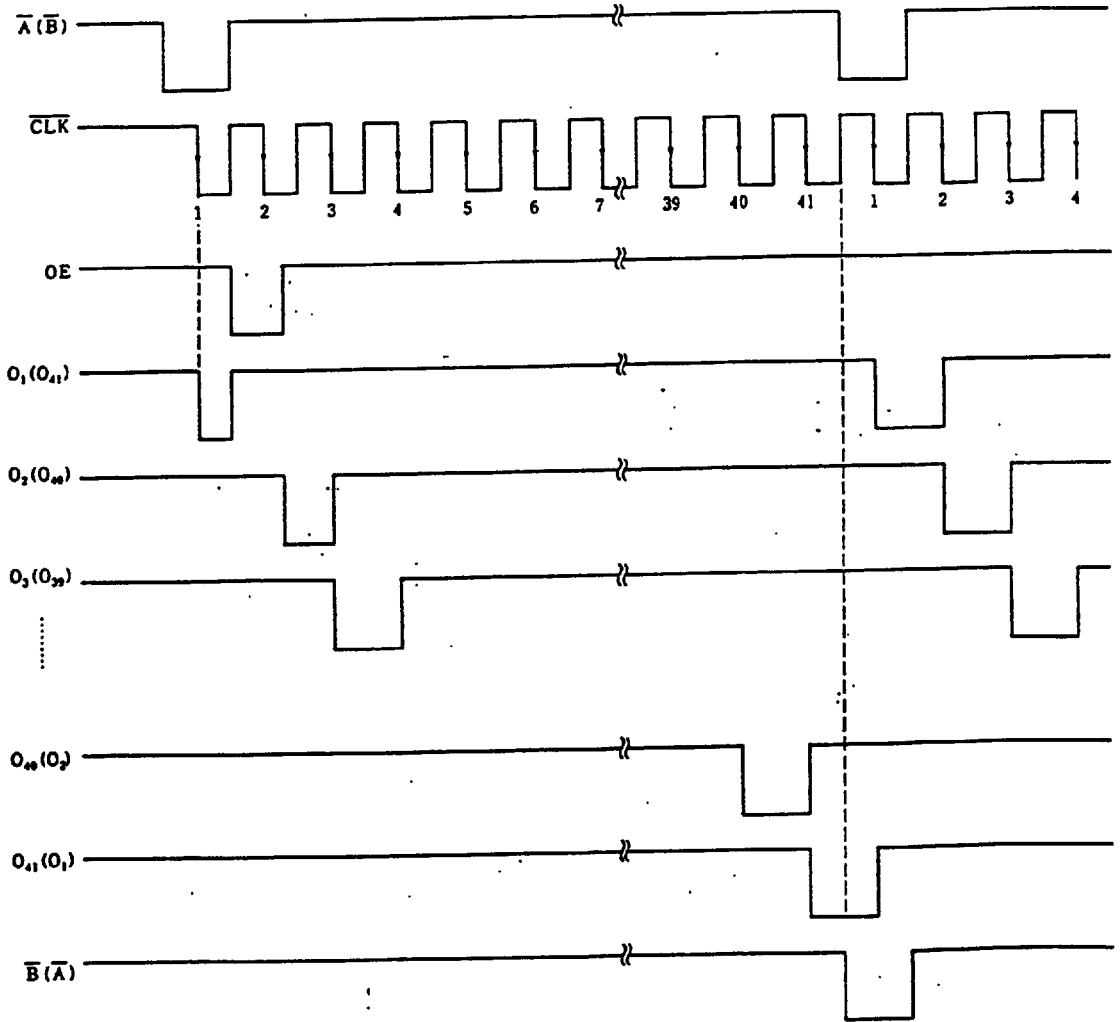 A̅ (B̅)
C̅L̅K̅
1 2 3 4 5 6 7 39 40 41 1 2 3 4
OE
O₁(O₄₁)
O₂(O₄₀)
O₃(O₃₉)
O₄₀(O₂)
O₄₁(O₁)
B̅(A̅)